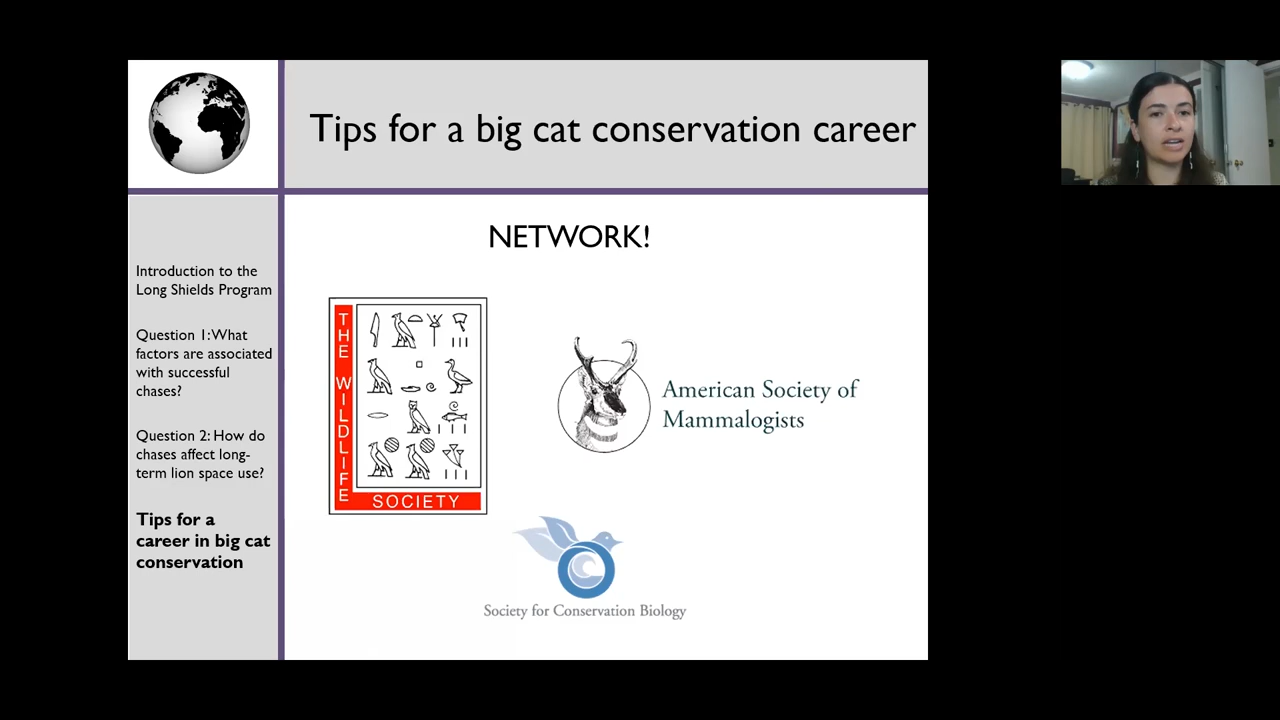 Tips for a big cat conservation career
Introduction to the
Long Shields Program
Question 1: What
factors are associated
with successful
chases?
Question 2: How do
chases affect long-
term lion space use?
Tips for a
career in big cat
conservation
NETWORK!
THE WILDLIFE
SOCIETY
American Society of
Mammalogists
Society for Conservation Biology